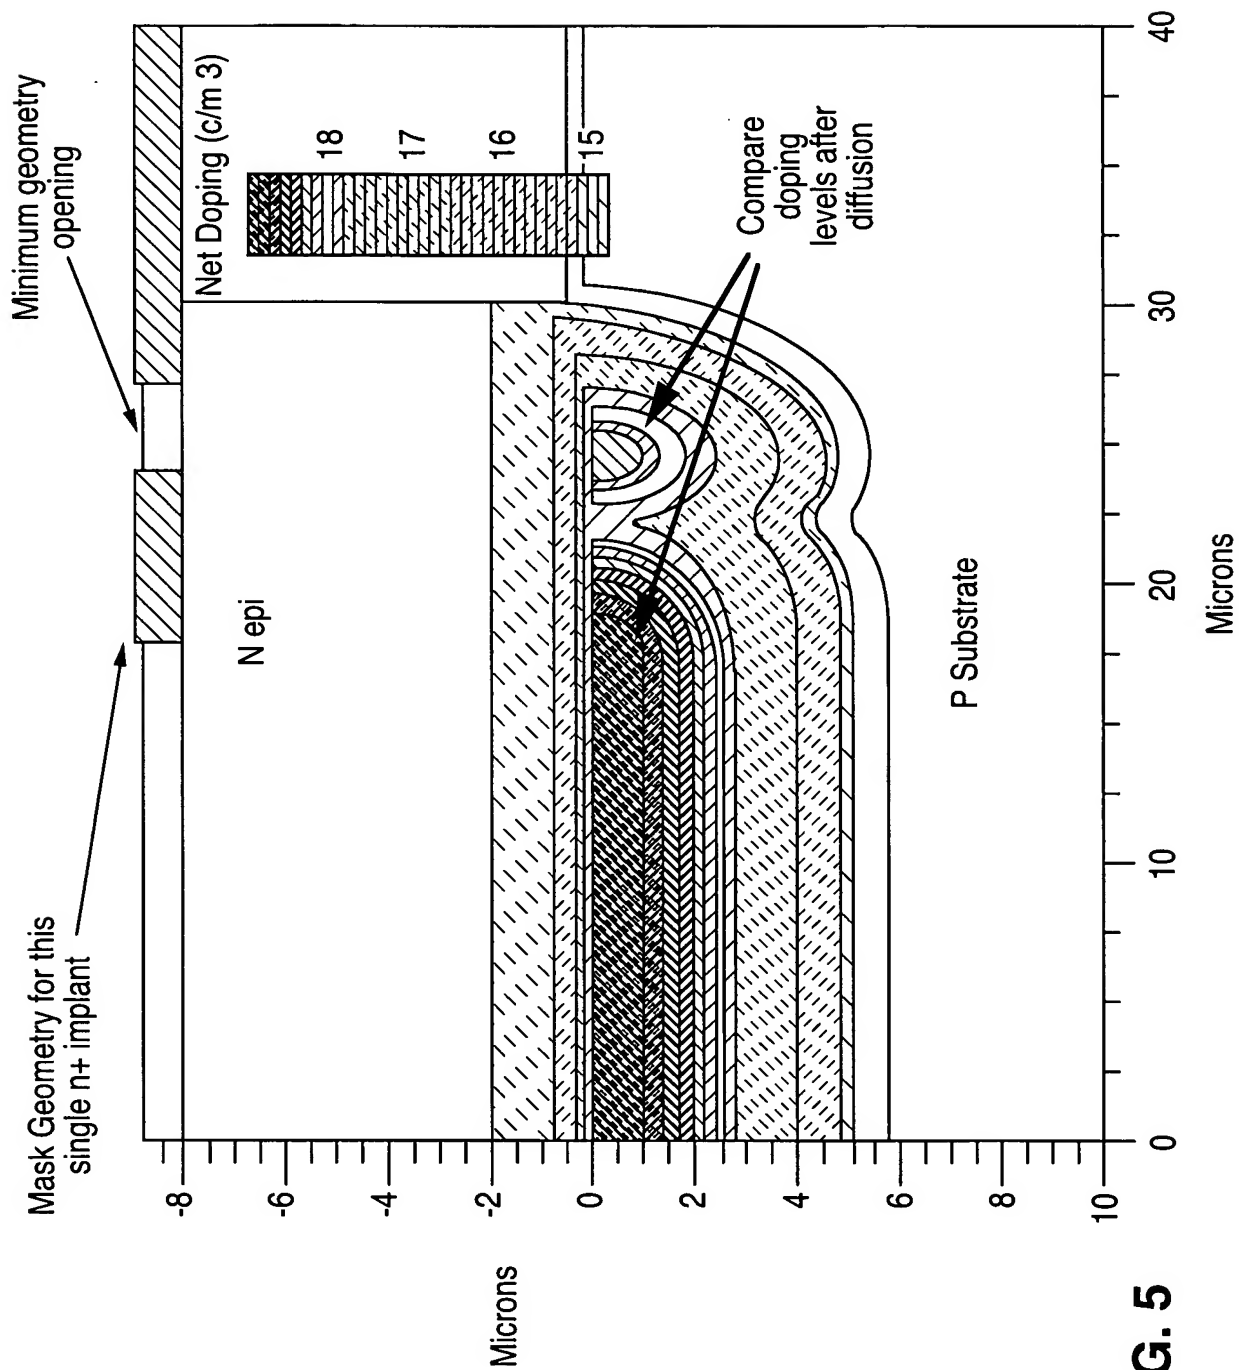 Mask Geometry for this
single n+ implant
Minimum geometry
opening
Net Doping (c/m 3)
18
17
16
15
N epi
Compare
doping
levels after
diffusion
P Substrate
Microns
-8
-6
-4
-2
0
2
4
6
8
10
0
10
20
30
40
Microns
G. 5